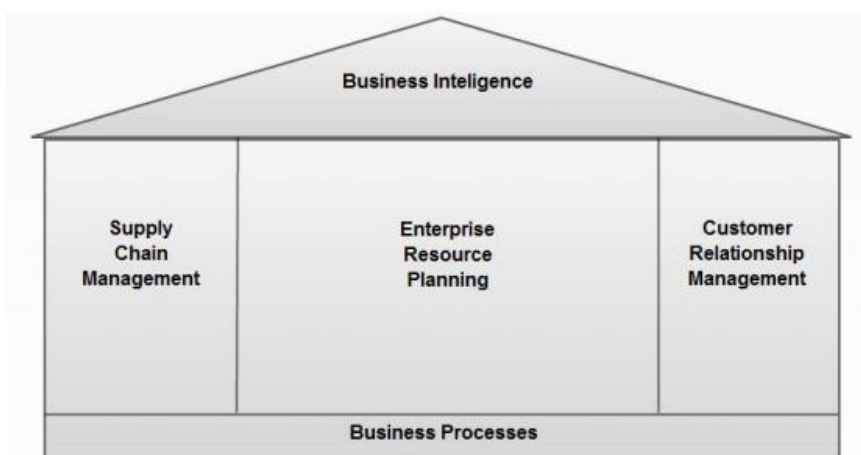 Business Inteligence
Supply
Chain
Management
Enterprise
Resource
Planning
Customer
Relationship
Management
Business Processes